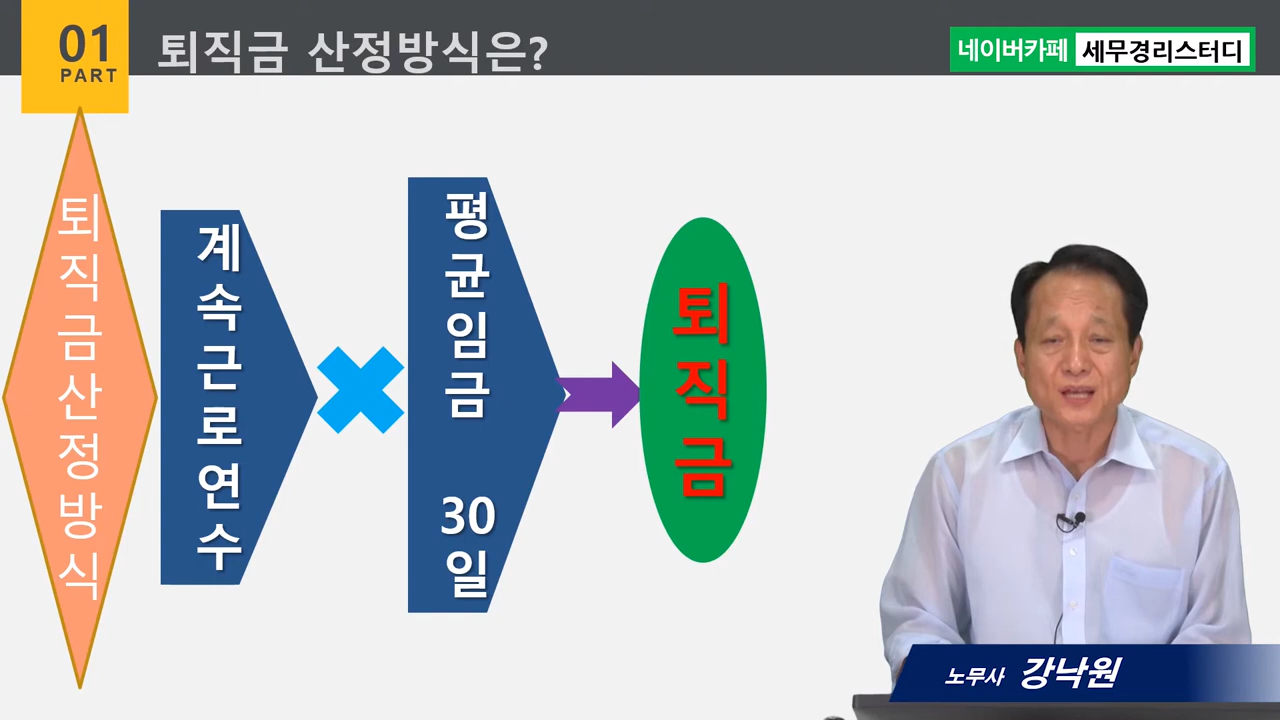 01
PART
퇴직금 산정방식은?
네이버카페 세무경리스터디
퇴직금산정방식
계속근로연수
평균임금 30일
퇴직금
노무사 강낙원